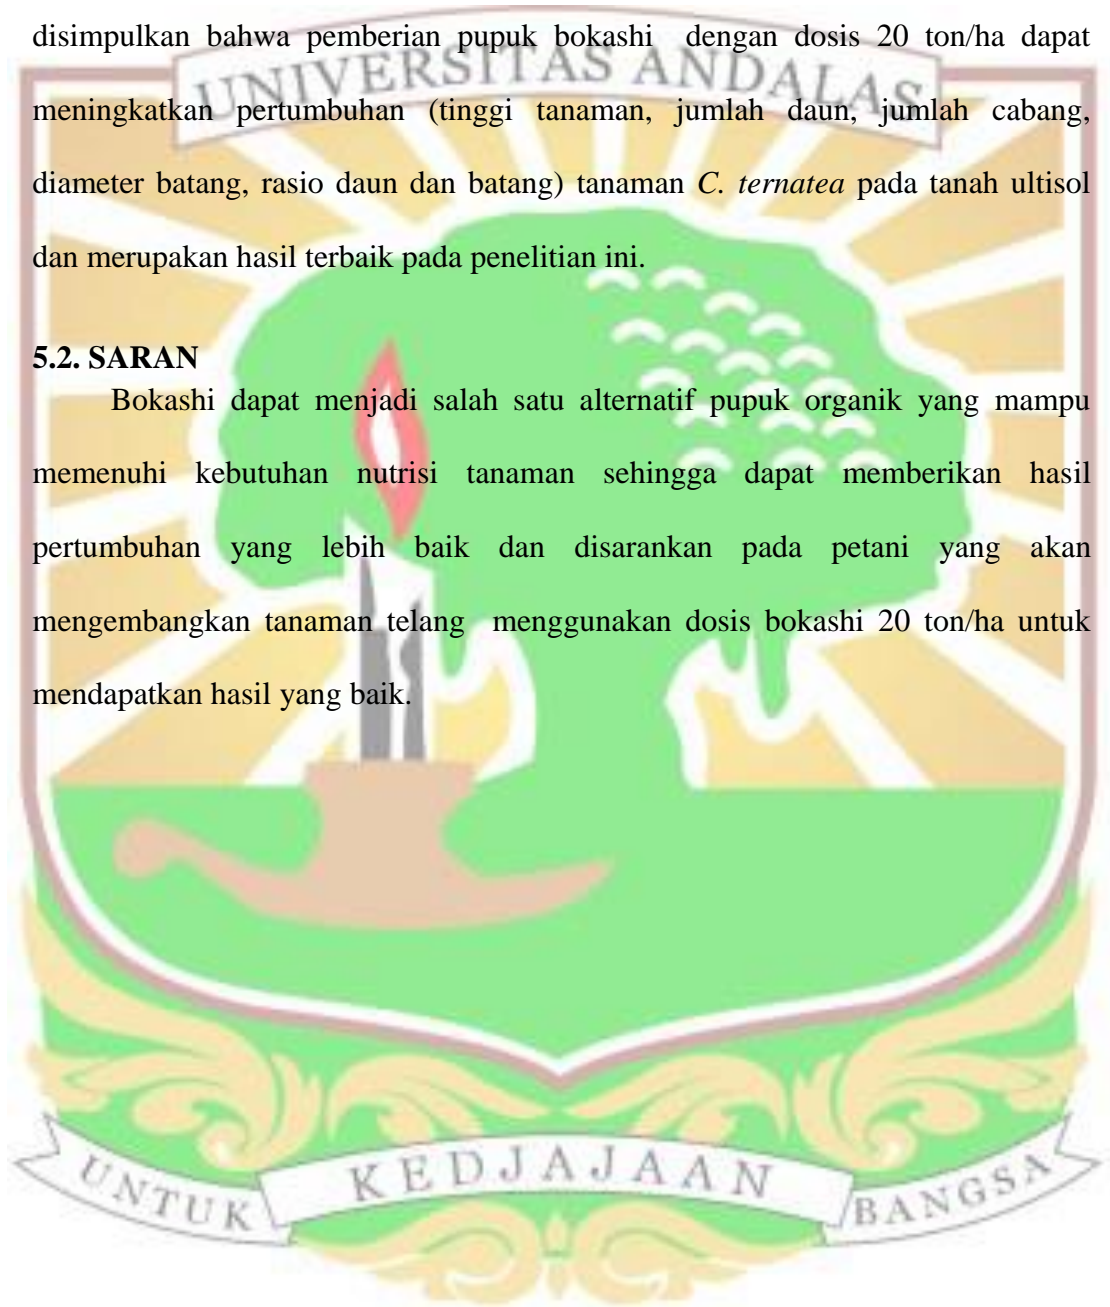 disimpulkan bahwa pemberian pupuk bokashi dengan dosis 20 ton/ha dapat
UNIVERSITAS ANDALAS
meningkatkan pertumbuhan (tinggi tanaman, jumlah daun, jumlah cabang,
diameter batang, rasio daun dan batang) tanaman C. ternatea pada tanah ultisol
dan merupakan hasil terbaik pada penelitian ini.
5.2. SARAN
Bokashi dapat menjadi salah satu alternatif pupuk organik yang mampu
memenuhi kebutuhan nutrisi tanaman sehingga dapat memberikan hasil
pertumbuhan yang lebih baik dan disarankan pada petani yang akan
mengembangkan tanaman telang menggunakan dosis bokashi 20 ton/ha untuk
mendapatkan hasil yang baik.
UNTUK KEDJAJAAN BANGSA